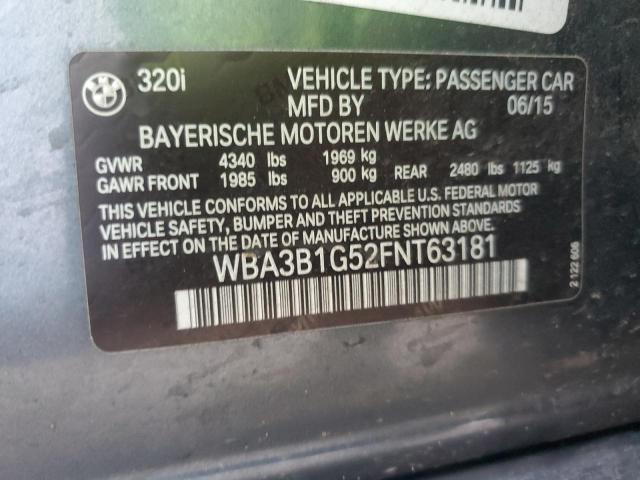 320i VEHICLE TYPE: PASSENGER CAR
MFD BY 06/15
BAYERISCHE MOTOREN WERKE AG
GVWR 4340 lbs 1969 kg
GAWR FRONT 1985 lbs 900 kg REAR 2480 lbs 1125 kg
THIS VEHICLE CONFORMS TO ALL APPLICABLE U.S. FEDERAL MOTOR
VEHICLE SAFETY, BUMPER AND THEFT PREVENTION STANDARDS IN EFFECT ON THE
DATE OF MANUFACTURE SHOWN ABOVE.
WBA3B1G52FNT63181
2 122 608